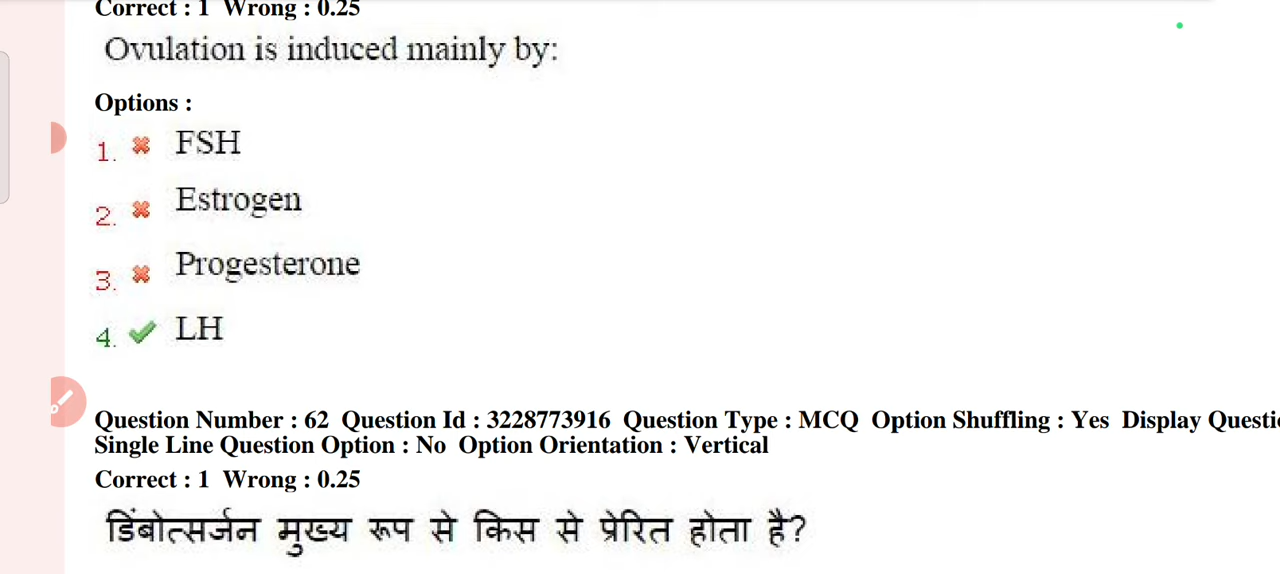 Correct : 1 Wrong : 0.25
Ovulation is induced mainly by:
Options :
1. FSH
2. Estrogen
3. Progesterone
4. LH
Question Number : 62 Question Id : 3228773916 Question Type : MCQ Option Shuffling : Yes Display Questi
Single Line Question Option : No Option Orientation : Vertical
Correct : 1 Wrong : 0.25
डिंबोत्सर्जन मुख्य रूप से किस से प्रेरित होता है?